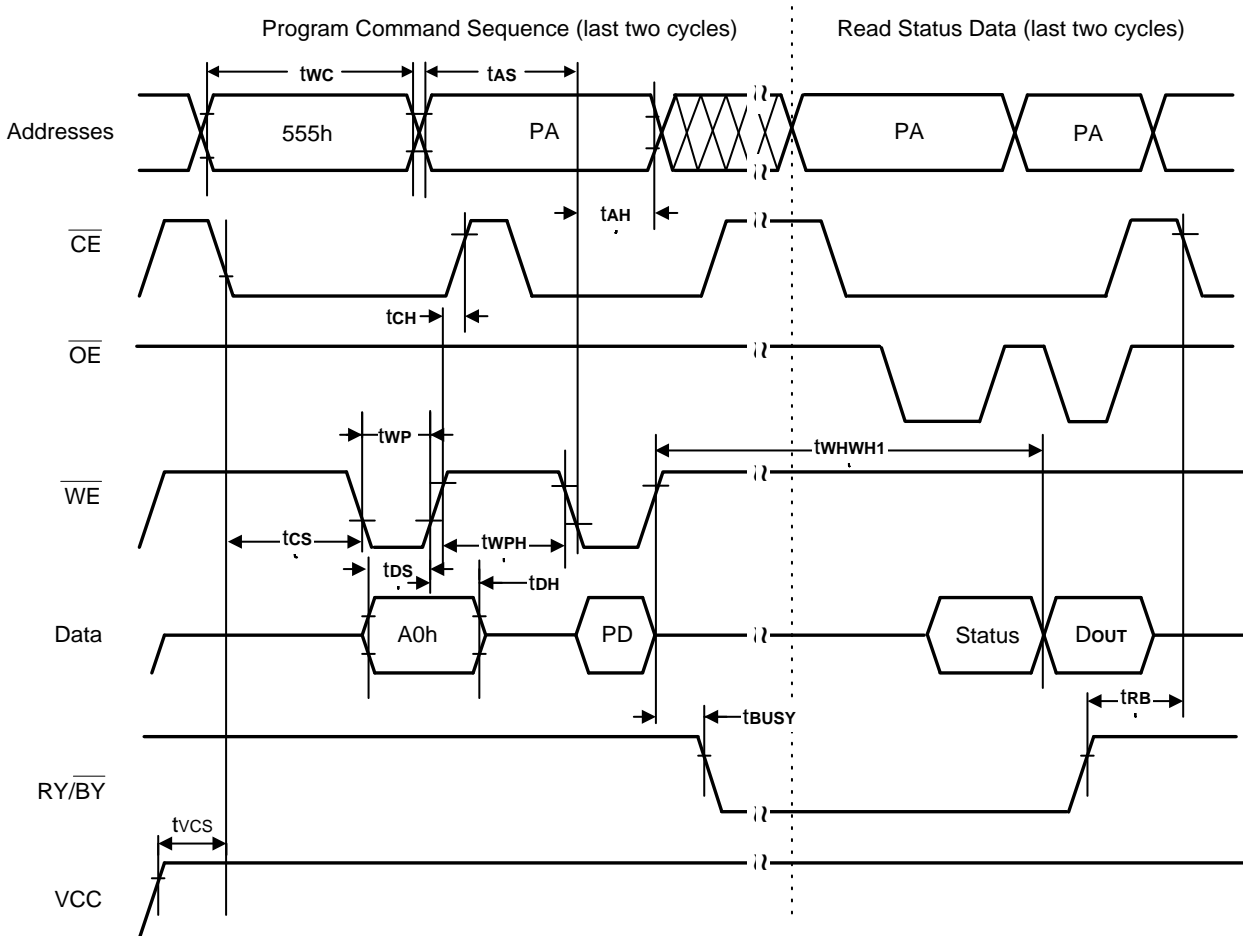 Program Command Sequence (last two cycles) Read Status Data (last two cycles)
tWC tAS
Addresses 555h PA PA PA
tAH
CE
tCH
OE
tWP tWHWH1
WE
tCS tWPH
tDS tDH
Data A0h PD Status DOUT
tBUSY tRB
RY/BY
tVCS
VCC